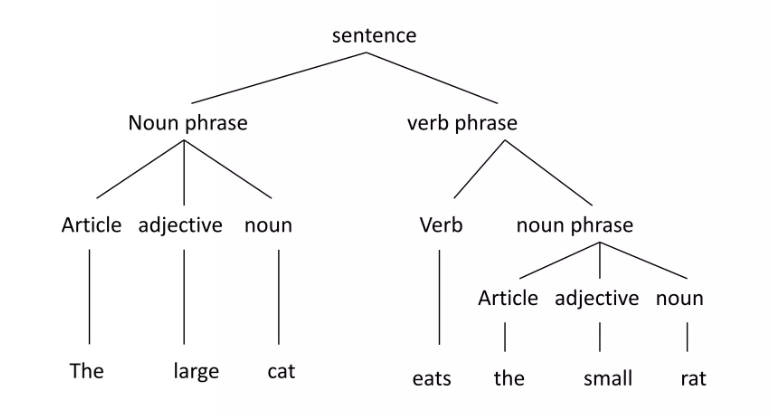 sentence
Noun phrase verb phrase
Article adjective noun Verb noun phrase
Article adjective noun
The large cat eats the small rat